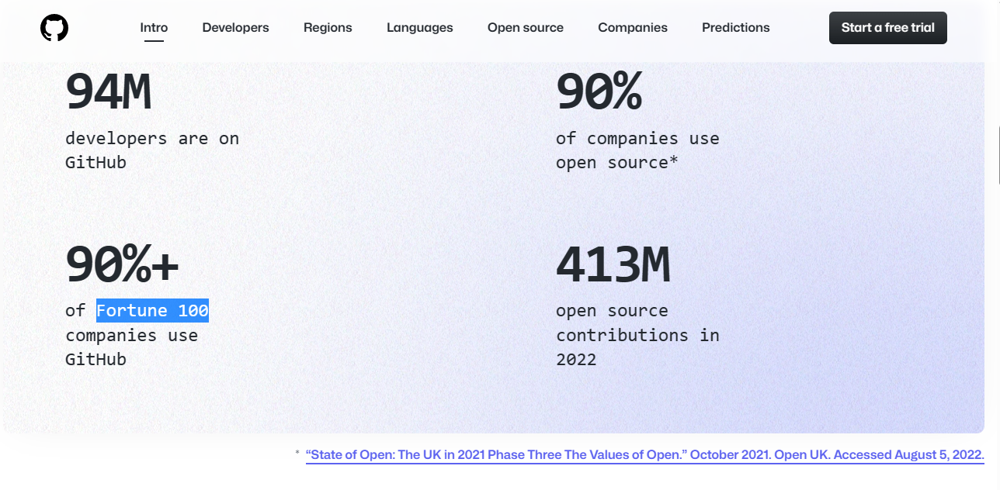 Intro Developers Regions Languages Open source Companies Predictions Start a free trial
94M
developers are on
GitHub
90%
of companies use
open source*
90%+
of Fortune 100
companies use
GitHub
413M
open source
contributions in
2022
* “State of Open: The UK in 2021 Phase Three The Values of Open.” October 2021. Open UK. Accessed August 5, 2022.